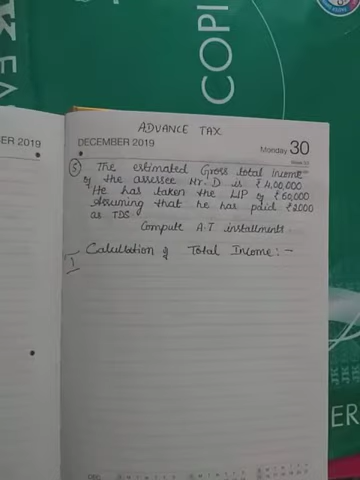 COPI
ER 2019
ADVANCE TAX
DECEMBER 2019
Monday 30
5 The estimated Gross total Income
of the assessee Mr. D is ₹ 4,00,000
He has taken the LIP of ₹ 60,000
Assuming that he has paid ₹2000
as TDS.
Compute A.T installments.
1 Calculation of Total Income:-
ER
DEC